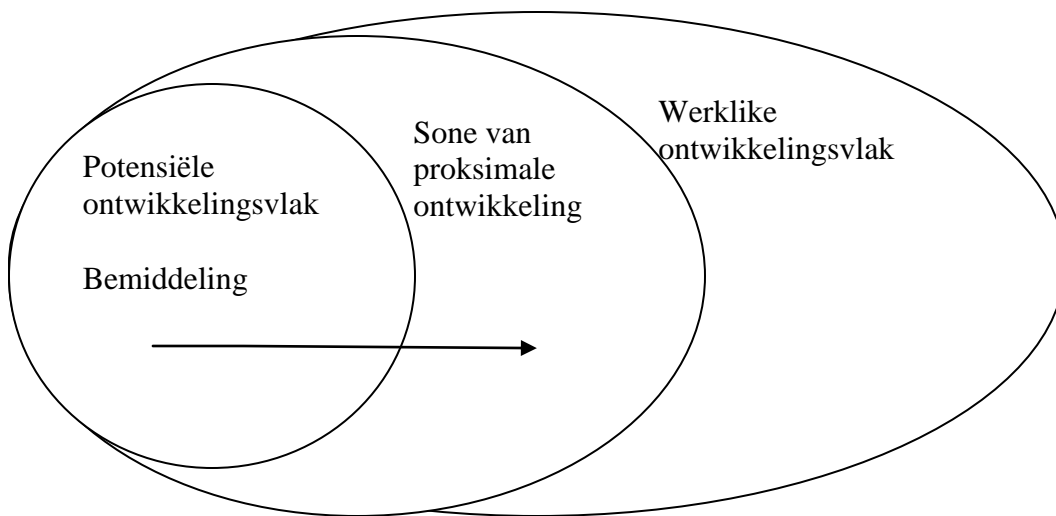 Potensiële
ontwikkelingsvlak
Bemiddeling
Sone van
proksimale
ontwikkeling
Werklike
ontwikkelingsvlak